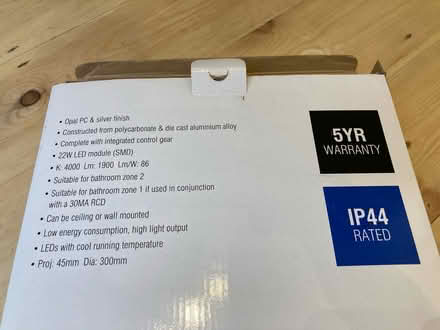 • Opal PC & silver finish
• Constructed from polycarbonate & die cast aluminium alloy
• Complete with integrated control gear
• 22W LED module (SMD)
• K: 4000 Lm: 1900 Lm/W: 86
• Suitable for bathroom zone 2
• Suitable for bathroom zone 1 if used in conjunction
with a 30MA RCD
• Can be ceiling or wall mounted
• Low energy consumption, high light output
• LEDs with cool running temperature
• Proj: 45mm Dia: 300mm
5YR
WARRANTY
IP44
RATED